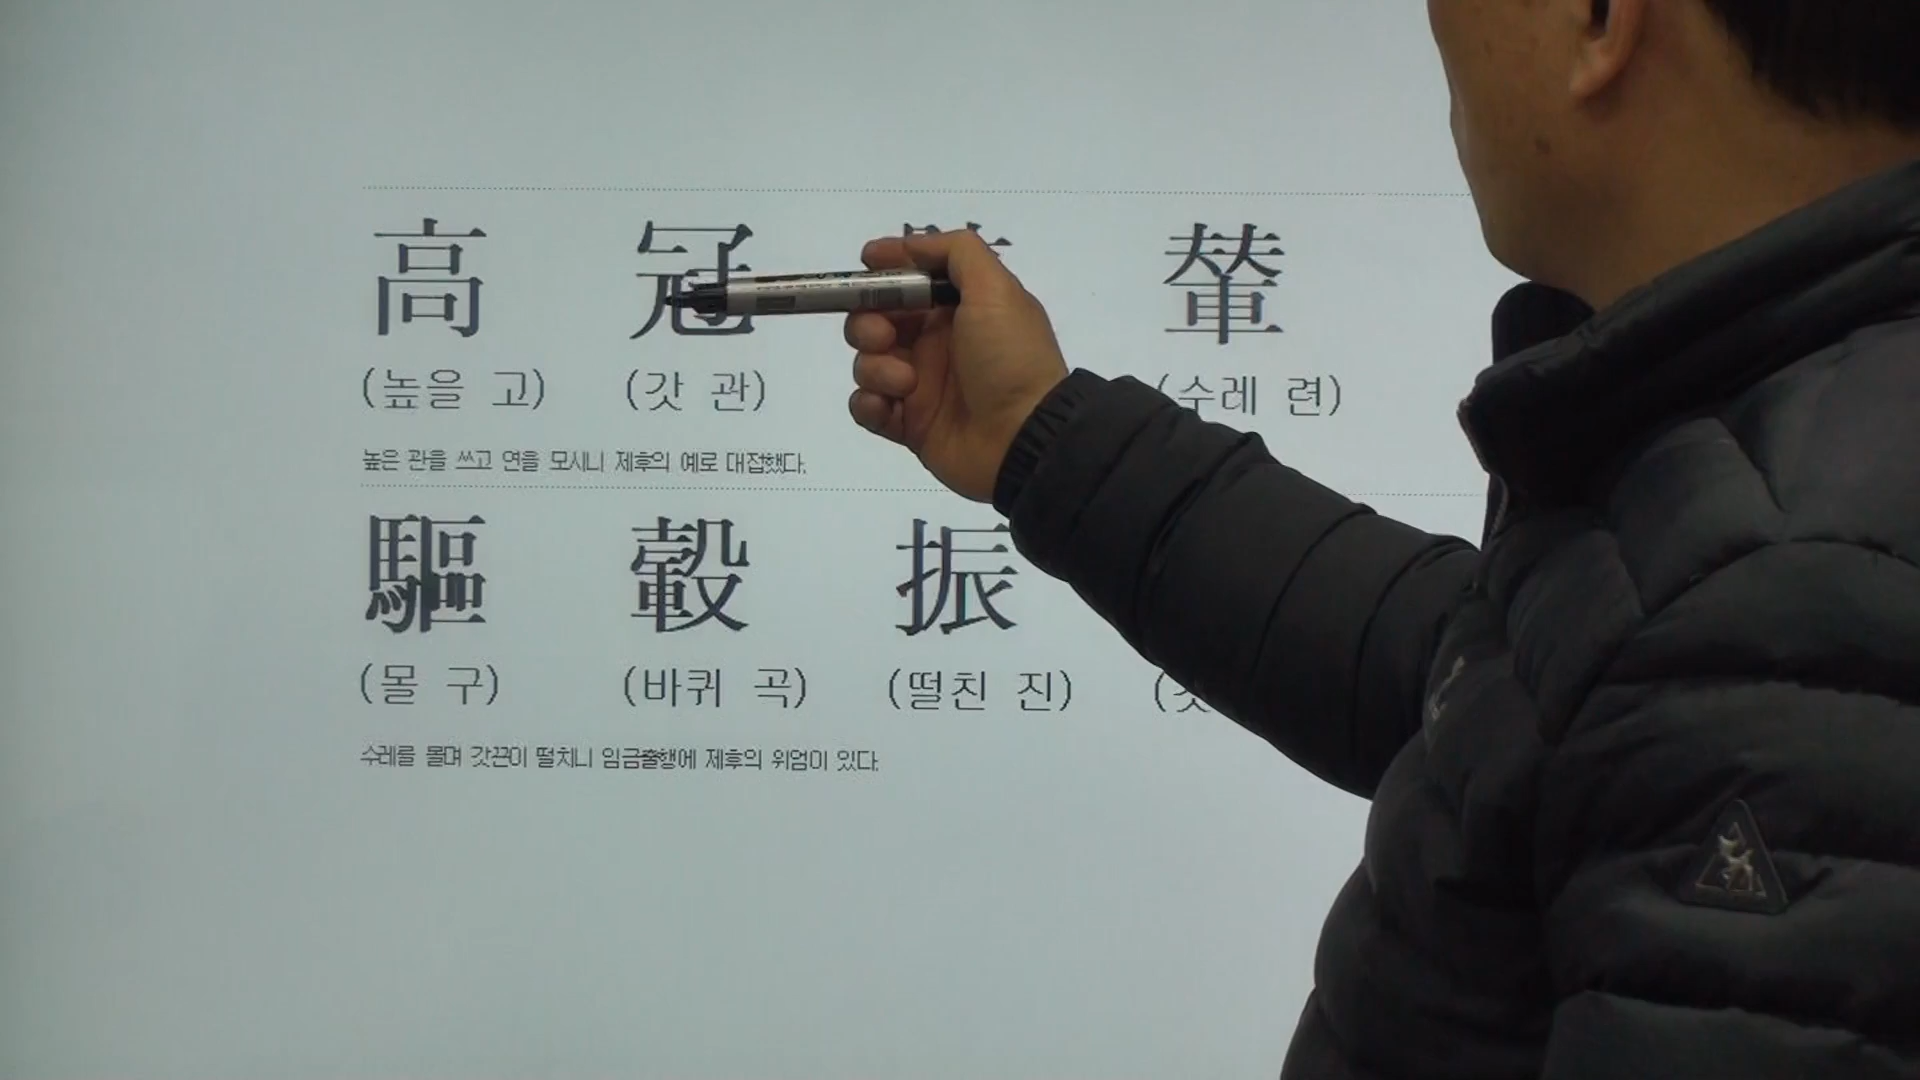 高 冠 輦
(높을 고) (갓 관) (수레 련)
높은 관을 쓰고 연을 모시니 제후의 예로 대접했다.
驅 轂 振
(몰 구) (바퀴 곡) (떨친 진)
수레를 몰며 갓끈이 떨치니 임금출행에 제후의 위엄이 있다.